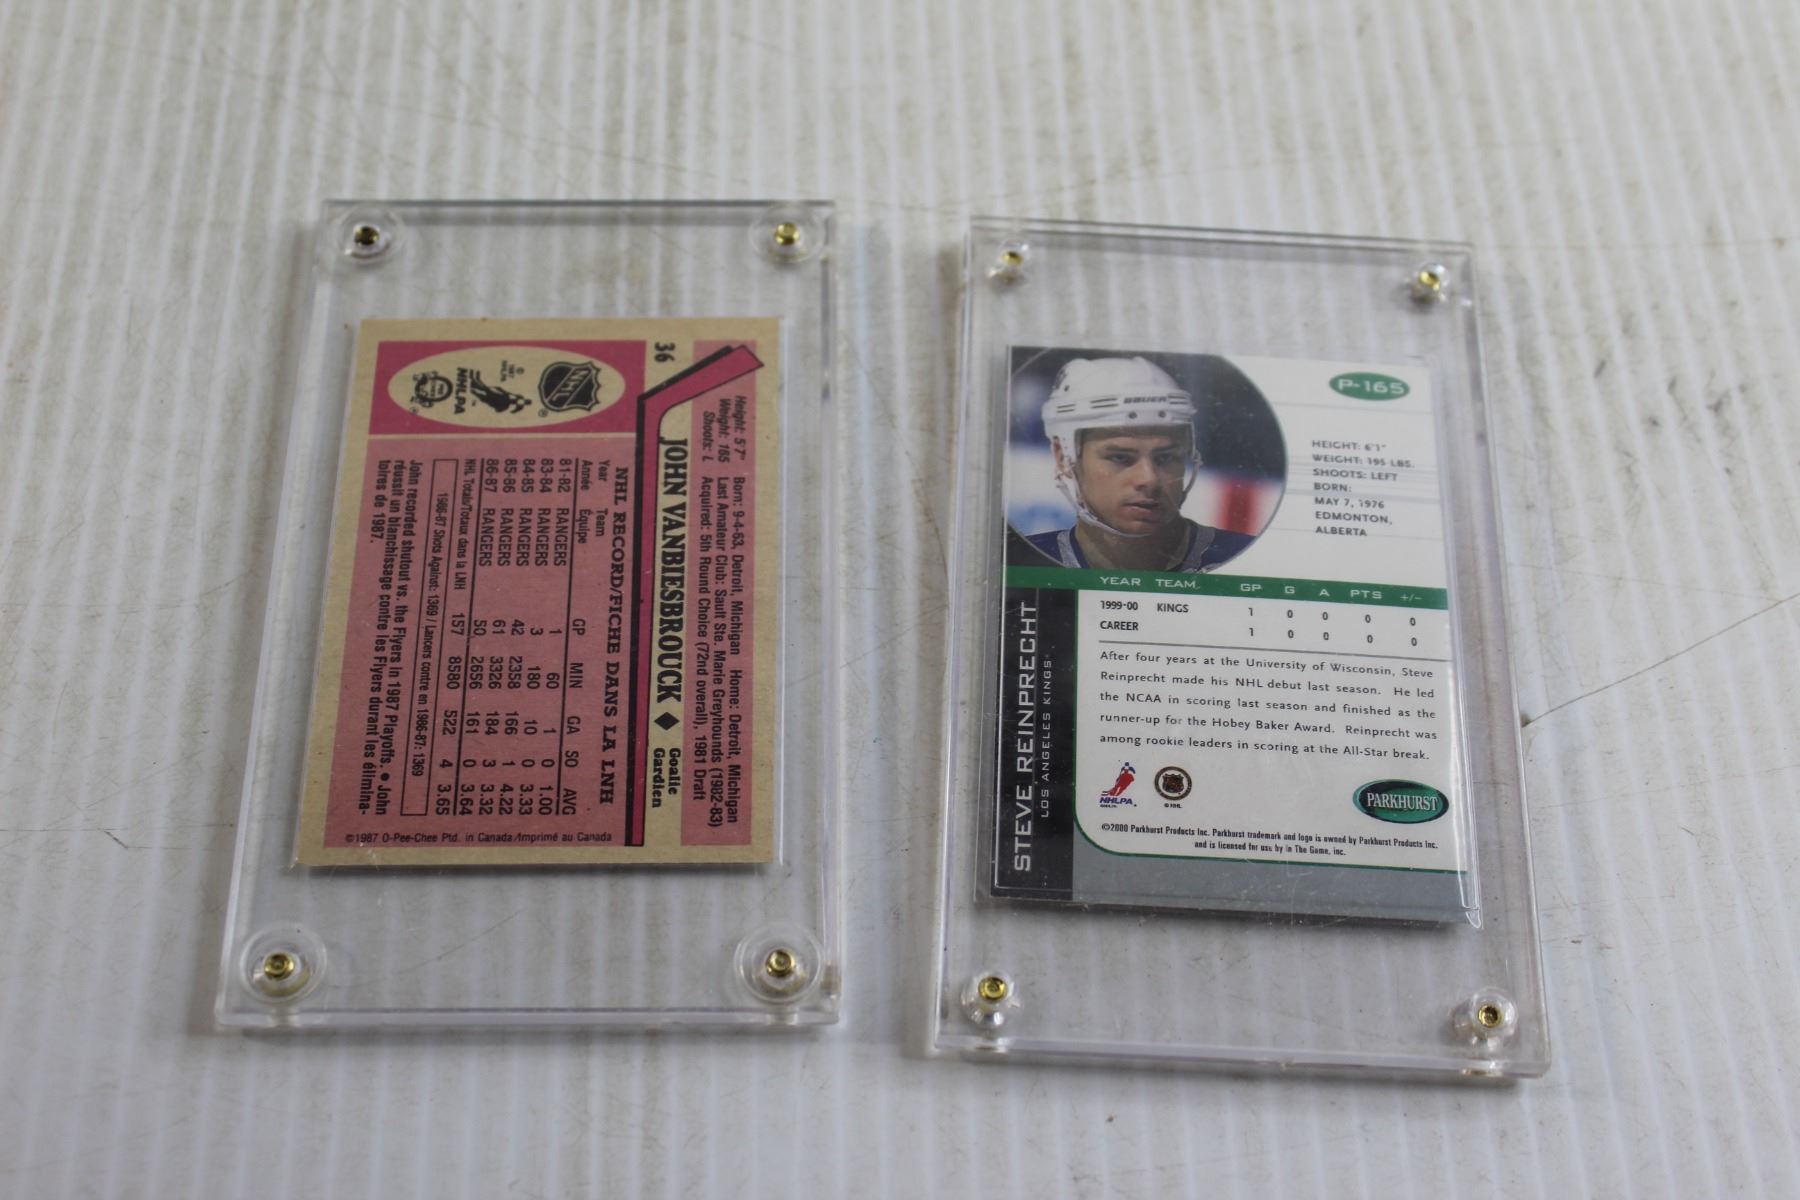 36
JOHN VANBIESBROUCK ♦ Goalie
Gardien
Height: 5'7" Born: 9-4-63, Detroit, Michigan Home: Detroit, Michigan
Weight: 165 Last Amateur Club: Sault Ste. Marie Greyhounds (1982-83)
Shoots: L Acquired: 5th Round Choice (72nd overall), 1981 Draft
NHL RECORD/FICHE DANS LA LNH
Year Team GP MIN GA SO AVG
Année Équipe
81-82 RANGERS 1 60 1 0 1.00
83-84 RANGERS 3 180 10 0 3.33
84-85 RANGERS 42 2358 166 1 4.22
85-86 RANGERS 61 3326 184 3 3.32
86-87 RANGERS 50 2656 161 0 3.64
NHL Totals/Totaux dans la LNH 157 8580 522 4 3.65
1986-87 Shots Against: 1369 / Lancers contre en 1986-87: 1369
John recorded shutout vs. the Flyers in 1987 Playoffs. ● John
réussit un blanchissage contre les Flyers durant les élimina-
toires de 1987.
NHL
NHLPA
©1987 O-Pee-Chee Ptd. in Canada/Imprimé au Canada
BAUER
P-165
HEIGHT: 6'1"
WEIGHT: 195 LBS.
SHOOTS: LEFT
BORN:
MAY 7, 1976
EDMONTON,
ALBERTA
YEAR TEAM GP G A PTS +/-
1999-00 KINGS 1 0 0 0 0
CAREER 1 0 0 0 0
After four years at the University of Wisconsin, Steve
Reinprecht made his NHL debut last season. He led
the NCAA in scoring last season and finished as the
runner-up for the Hobey Baker Award. Reinprecht was
among rookie leaders in scoring at the All-Star break.
STEVE REINPRECHT
LOS ANGELES KINGS
NHLPA
© NHL
PARKHURST
©2000 Parkhurst Products Inc. Parkhurst trademark and logo is owned by Parkhurst Products Inc.
and is licensed for use by In The Game, Inc.